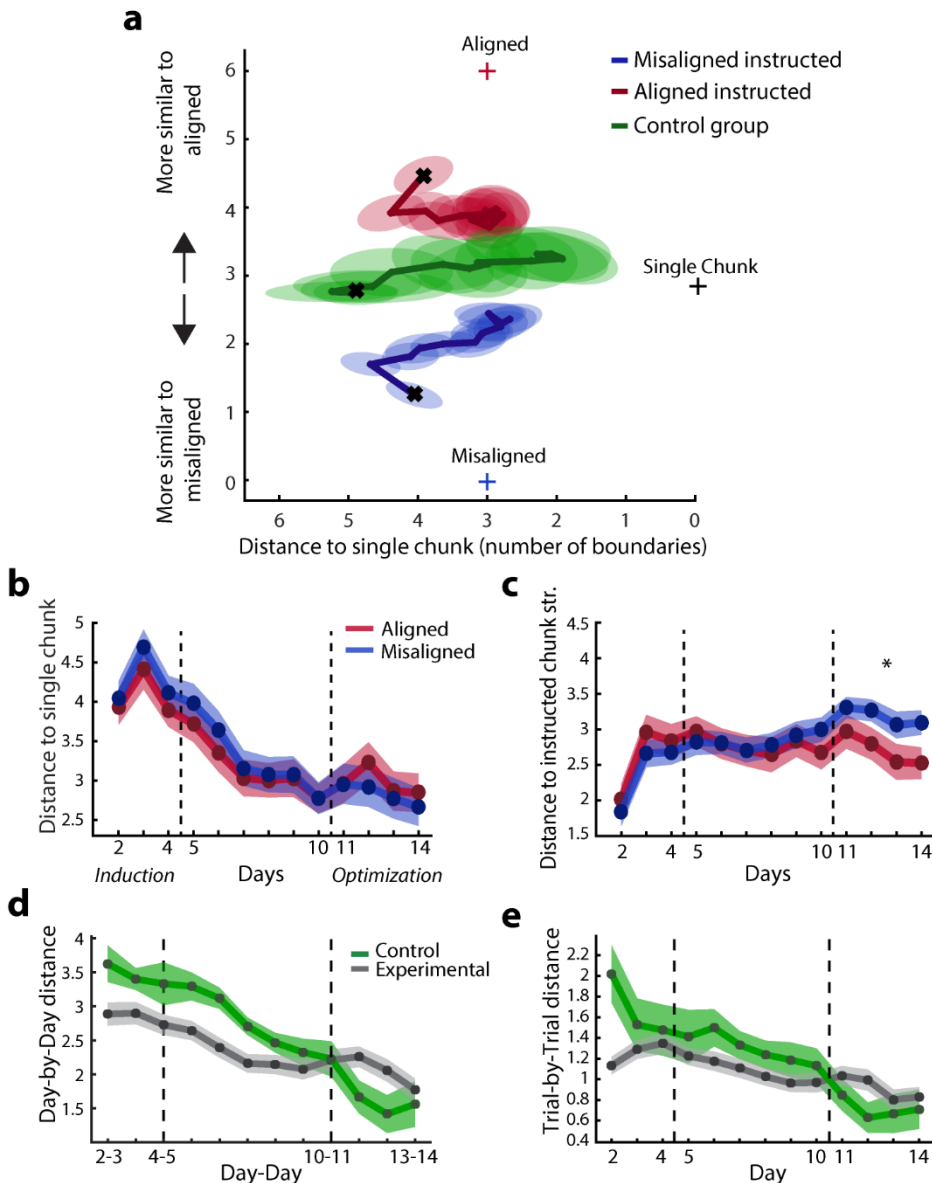 a
Aligned
Misaligned instructed
Aligned instructed
Control group
More similar to
aligned
More similar to
misaligned
6
5
4
3
2
1
0
Single Chunk
Misaligned
6 5 4 3 2 1 0
Distance to single chunk (number of boundaries)
b
Distance to single chunk
5
4.5
4
3.5
3
2.5
Aligned
Misaligned
2 4 5 10 11 14
Induction Days Optimization
c
Distance to instructed chunk str.
4.5
4
3.5
3
2.5
2
1.5
*
2 4 5 10 11 14
Days
d
Day-by-Day distance
4
3.5
3
2.5
2
1.5
Control
Experimental
2-3 4-5 10-11 13-14
Day-Day
e
Trial-by-Trial distance
2.2
2
1.8
1.6
1.4
1.2
1
0.8
0.6
0.4
2 4 5 10 11 14
Day